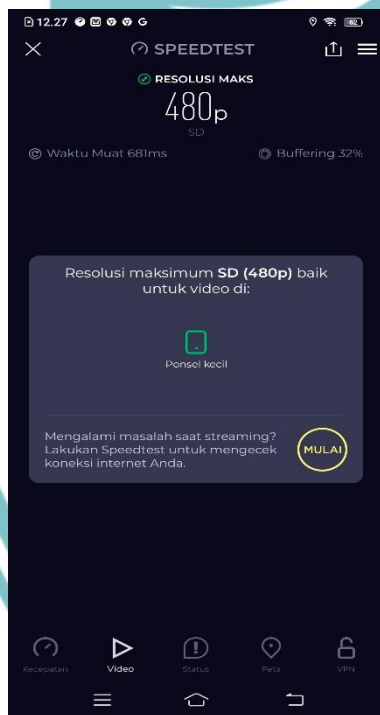 12.27
G
62
SPEEDTEST
RESOLUSI MAKS
480p
SD
Waktu Muat 681ms
Buffering 32%
Resolusi maksimum SD (480p) baik
untuk video di:
Ponsel kecil
Mengalami masalah saat streaming?
Lakukan Speedtest untuk mengecek
koneksi internet Anda.
MULAI
Kecepatan
Video
Status
Peta
VPN